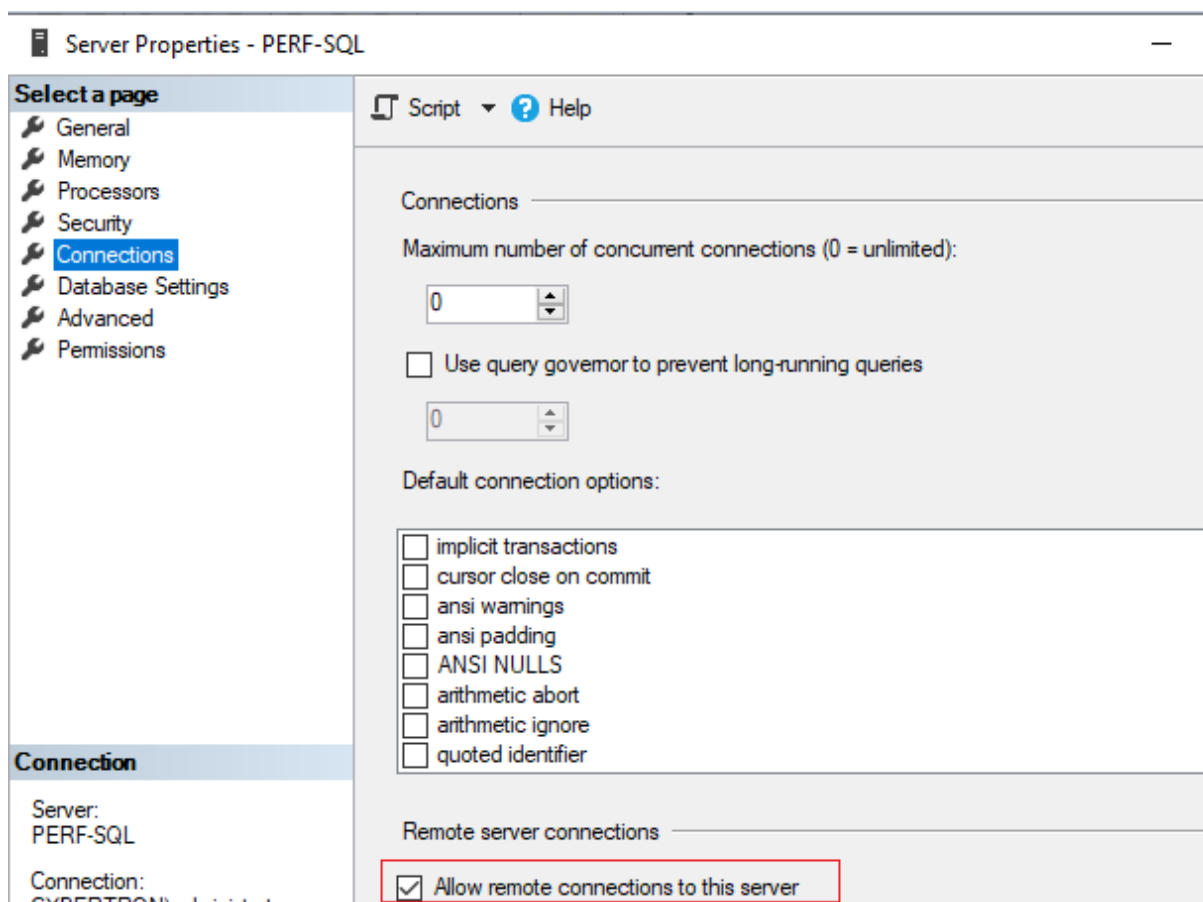 Server Properties - PERF-SQL
Select a page
General
Memory
Processors
Security
Connections
Database Settings
Advanced
Permissions
Script
Help
Connections
Maximum number of concurrent connections (0 = unlimited):
0
Use query governor to prevent long-running queries
0
Default connection options:
implicit transactions
cursor close on commit
ansi warnings
ansi padding
ANSI NULLS
arithmetic abort
arithmetic ignore
quoted identifier
Remote server connections
Allow remote connections to this server
Connection
Server:
PERF-SQL
Connection: